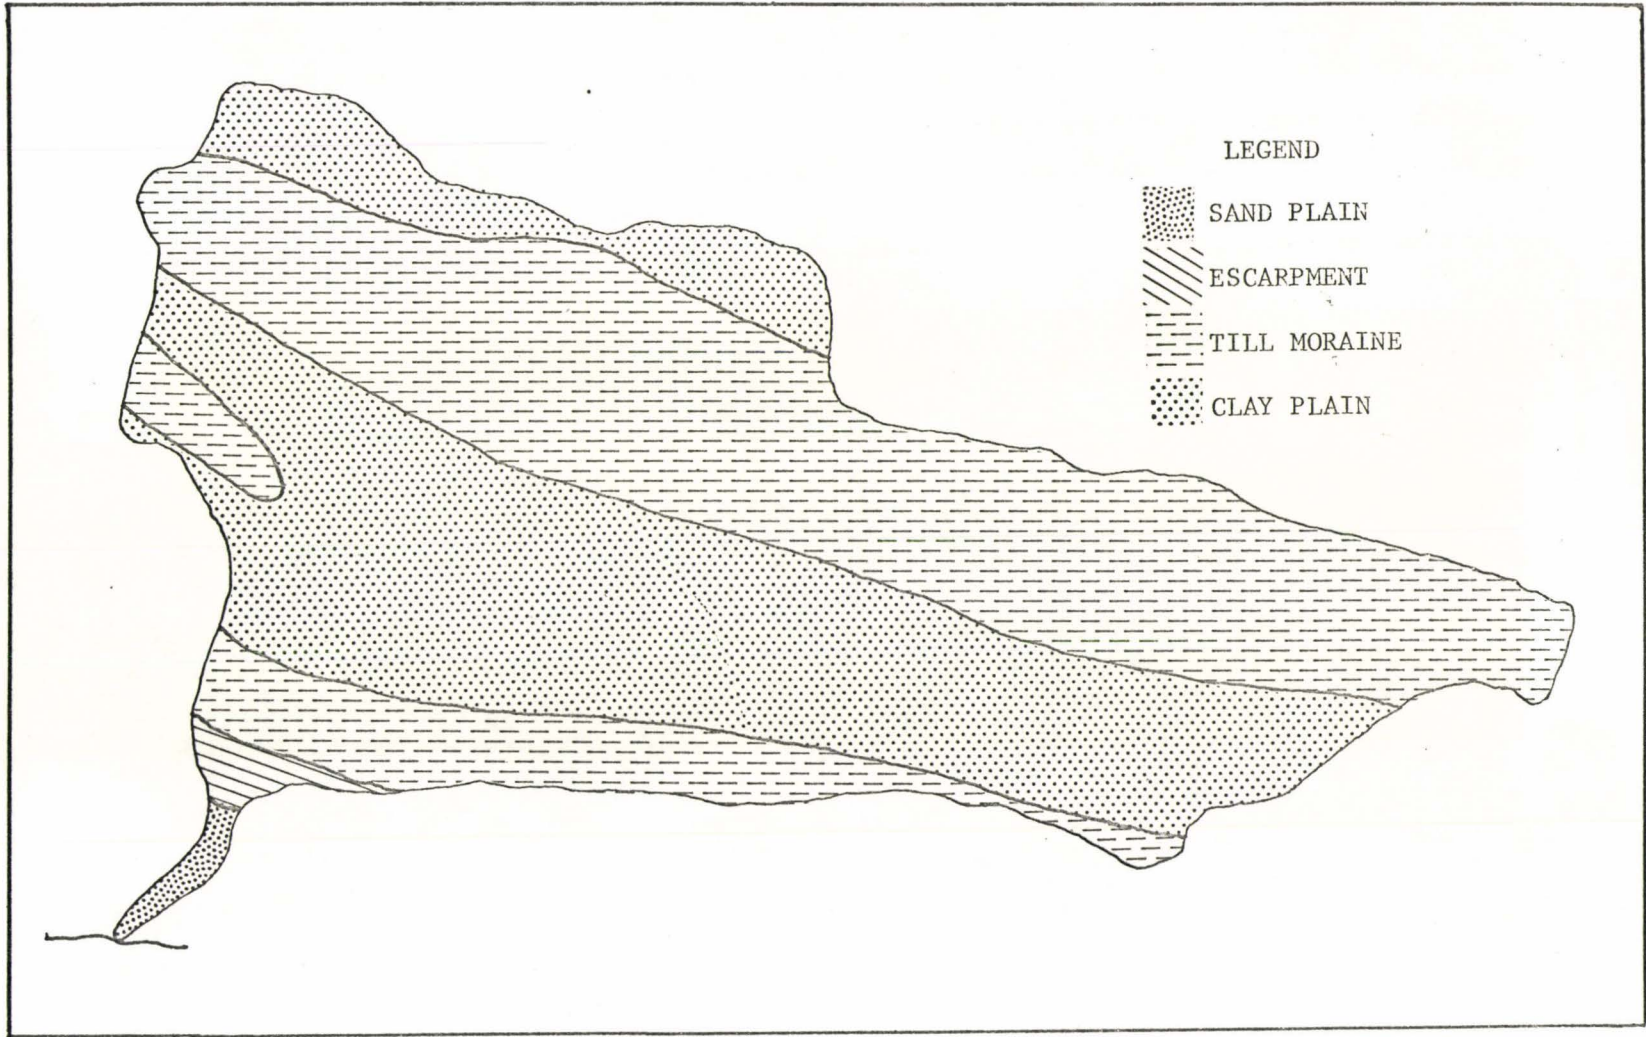 LEGEND
SAND PLAIN
ESCARPMENT
TILL MORAINE
CLAY PLAIN